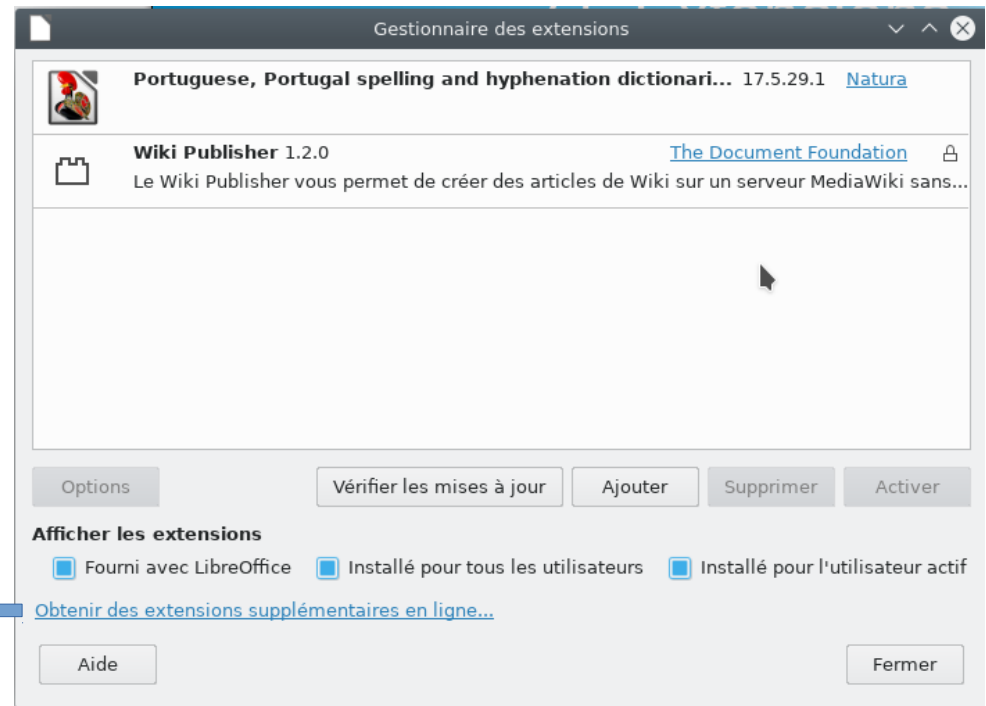 Gestionnaire des extensions
Portuguese, Portugal spelling and hyphenation dictionari... 17.5.29.1 Natura
Wiki Publisher 1.2.0 The Document Foundation
Le Wiki Publisher vous permet de créer des articles de Wiki sur un serveur MediaWiki sans...
Options Vérifier les mises à jour Ajouter Supprimer Activer
Afficher les extensions
Fourni avec LibreOffice Installé pour tous les utilisateurs Installé pour l'utilisateur actif
Obtenir des extensions supplémentaires en ligne...
Aide Fermer